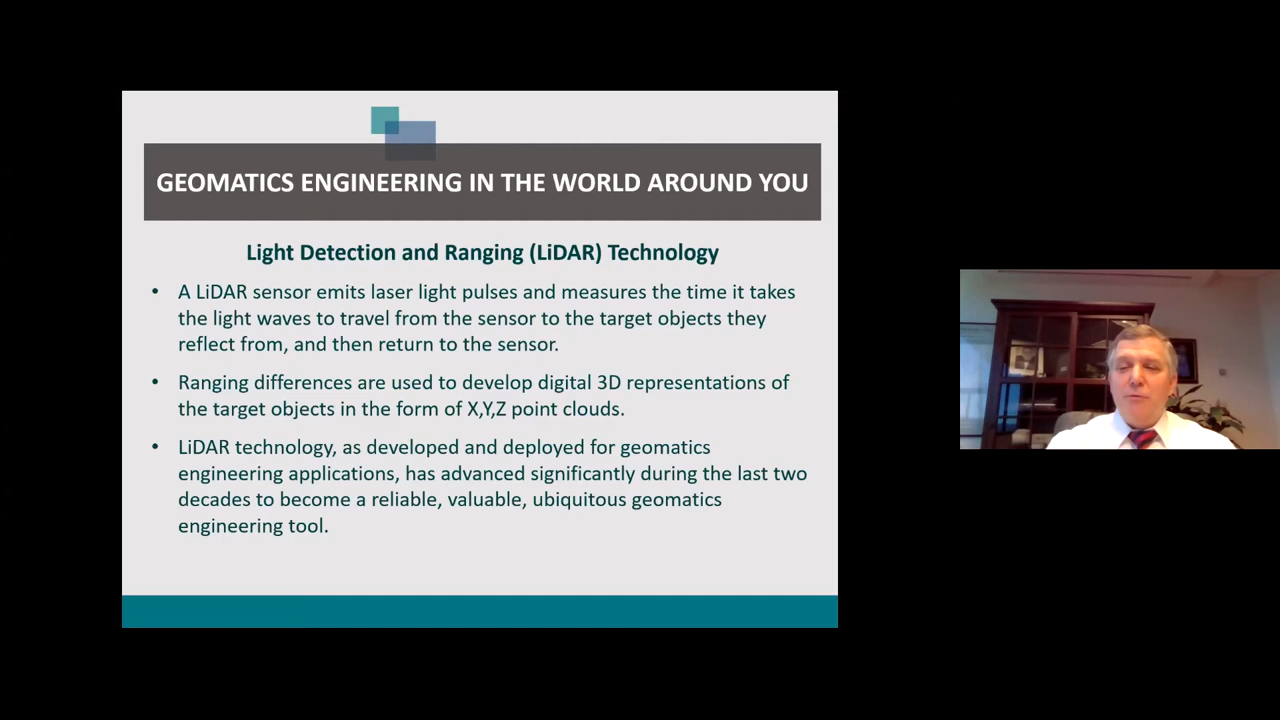 GEOMATICS ENGINEERING IN THE WORLD AROUND YOU
Light Detection and Ranging (LiDAR) Technology
• A LiDAR sensor emits laser light pulses and measures the time it takes
the light waves to travel from the sensor to the target objects they
reflect from, and then return to the sensor.
• Ranging differences are used to develop digital 3D representations of
the target objects in the form of X,Y,Z point clouds.
• LiDAR technology, as developed and deployed for geomatics
engineering applications, has advanced significantly during the last two
decades to become a reliable, valuable, ubiquitous geomatics
engineering tool.